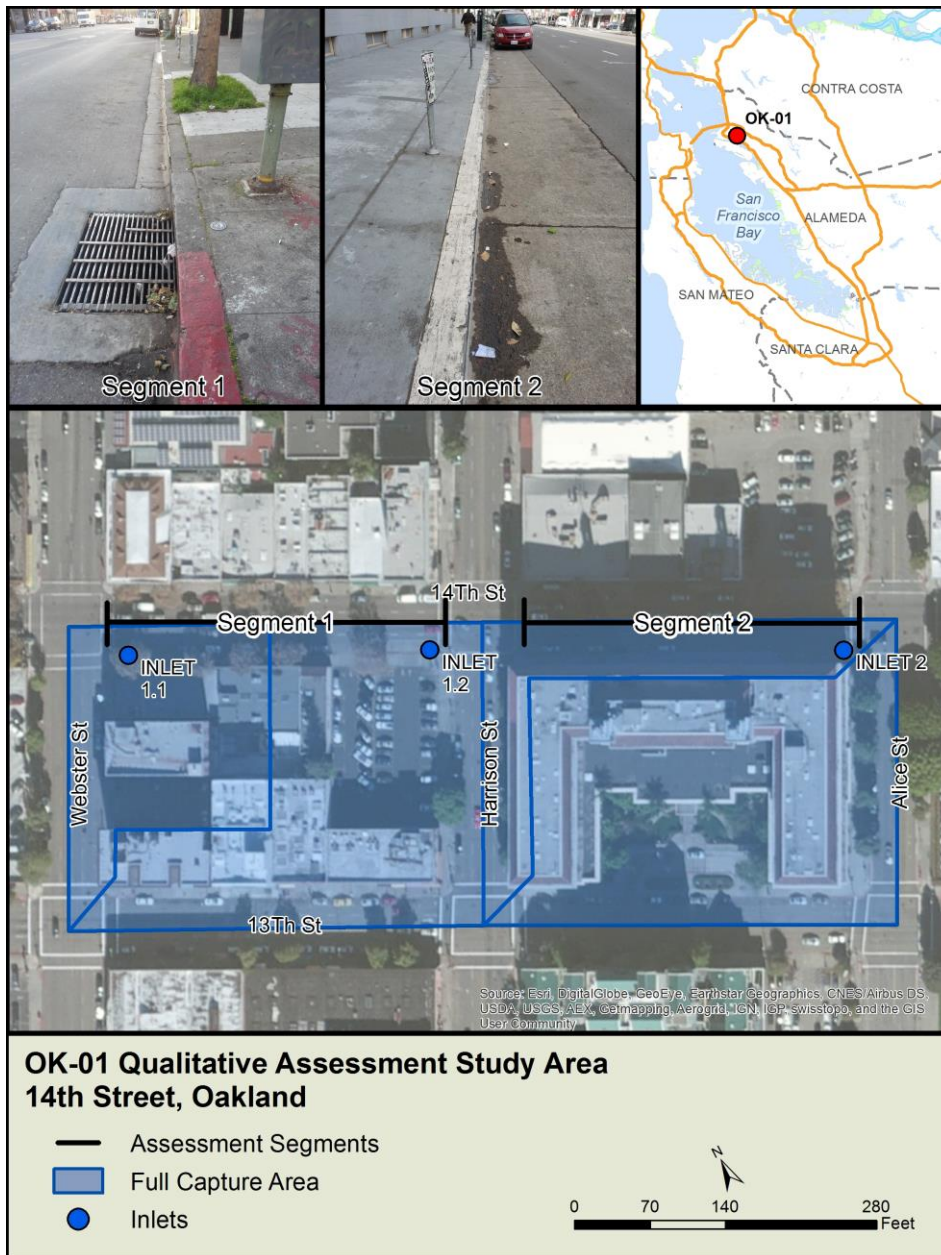 Segment 1
Segment 2
CONTRA COSTA
OK-01
San
Francisco
Bay
ALAMEDA
SAN MATEO
SANTA CLARA
14Th St
Segment 1
Segment 2
INLET
1.1
INLET
1.2
INLET 2
Webster St
Harrison St
Alice St
13Th St
Source: Esri, DigitalGlobe, GeoEye, Earthstar Geographics, CNES/Airbus DS,
USDA, USGS, AEX, Getmapping, Aerogrid, IGN, IGP, swisstopo, and the GIS
User Community
OK-01 Qualitative Assessment Study Area
14th Street, Oakland
Assessment Segments
Full Capture Area
Inlets
N
0 70 140 280
Feet